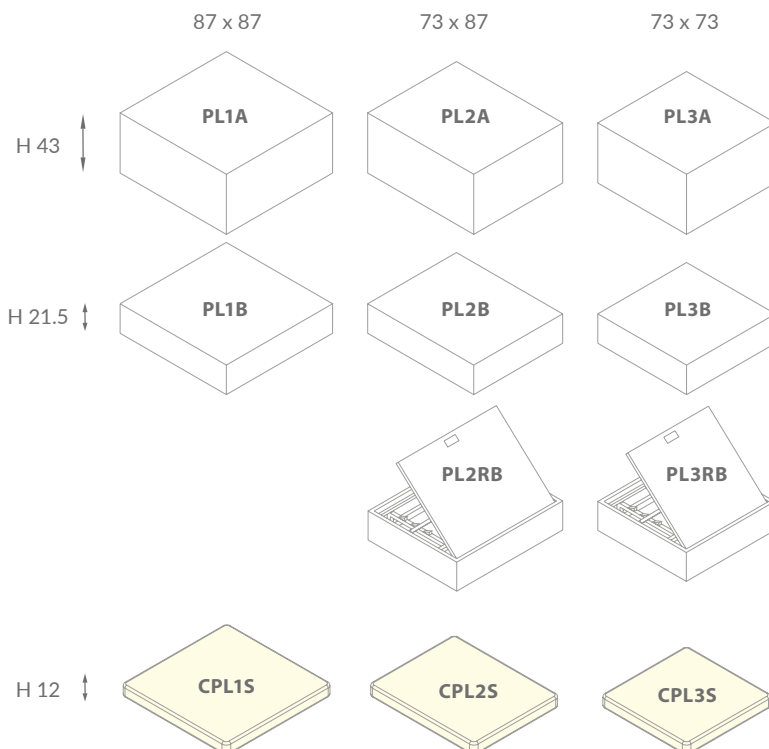 87 x 87 73 x 87 73 x 73
H 43 PL1A PL2A PL3A
H 21.5 PL1B PL2B PL3B
PL2RB PL3RB
H 12 CPL1S CPL2S CPL3S